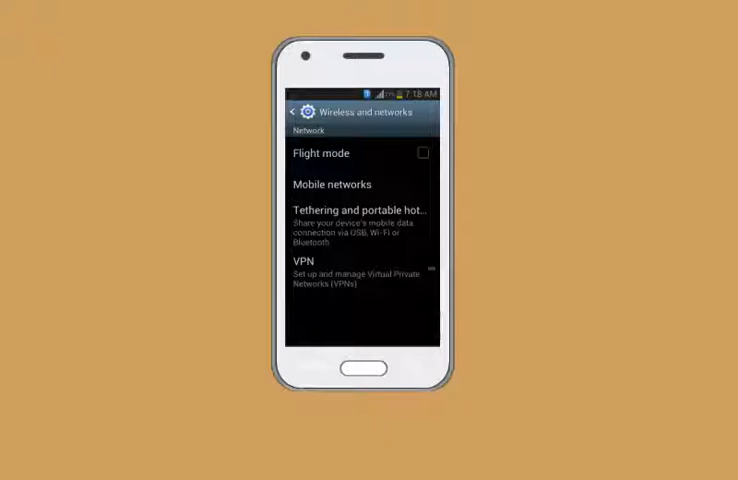 7:18 AM
Wireless and networks
Network
Flight mode
Mobile networks
Tethering and portable hot...
Share your device's mobile data
connection via USB, Wi-Fi or
Bluetooth
VPN
Set up and manage Virtual Private
Networks (VPNs)